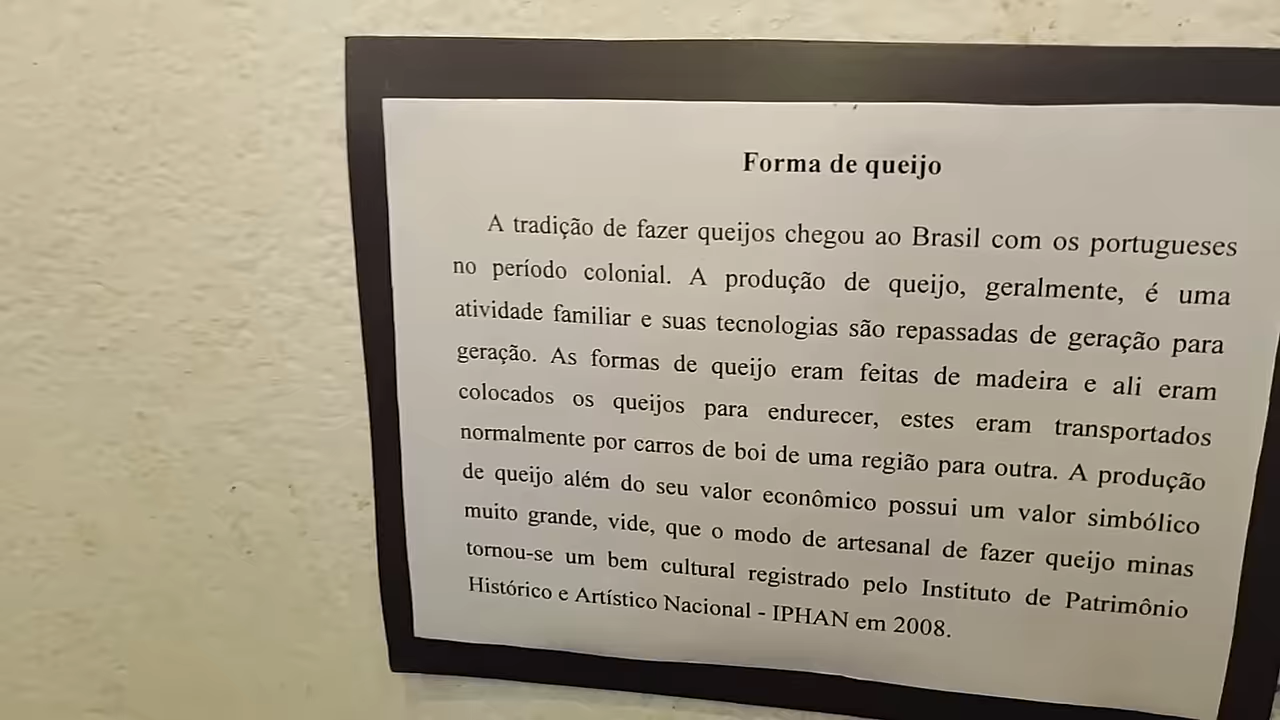 Forma de queijo
A tradição de fazer queijos chegou ao Brasil com os portugueses
no período colonial. A produção de queijo, geralmente, é uma
atividade familiar e suas tecnologias são repassadas de geração para
geração. As formas de queijo eram feitas de madeira e ali eram
colocados os queijos para endurecer, estes eram transportados
normalmente por carros de boi de uma região para outra. A produção
de queijo além do seu valor econômico possui um valor simbólico
muito grande, vide, que o modo de artesanal de fazer queijo minas
tornou-se um bem cultural registrado pelo Instituto de Patrimônio
Histórico e Artístico Nacional - IPHAN em 2008.